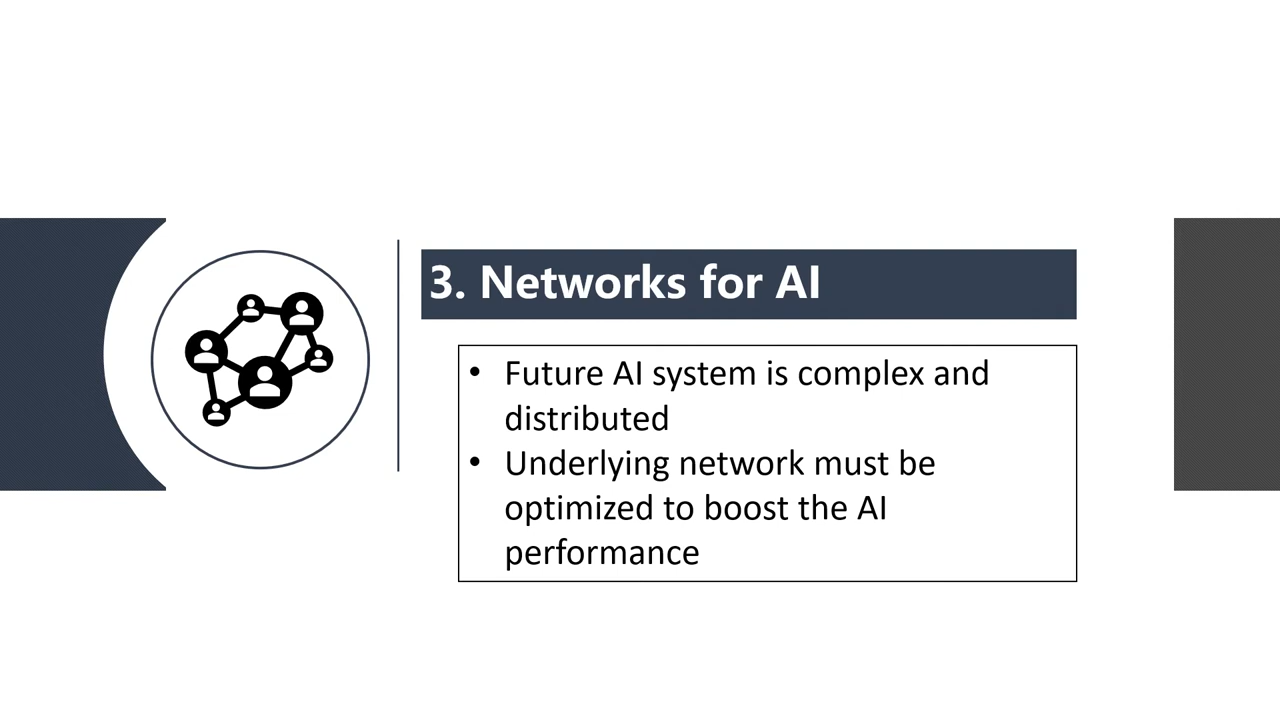 3. Networks for AI
• Future AI system is complex and
distributed
• Underlying network must be
optimized to boost the AI
performance